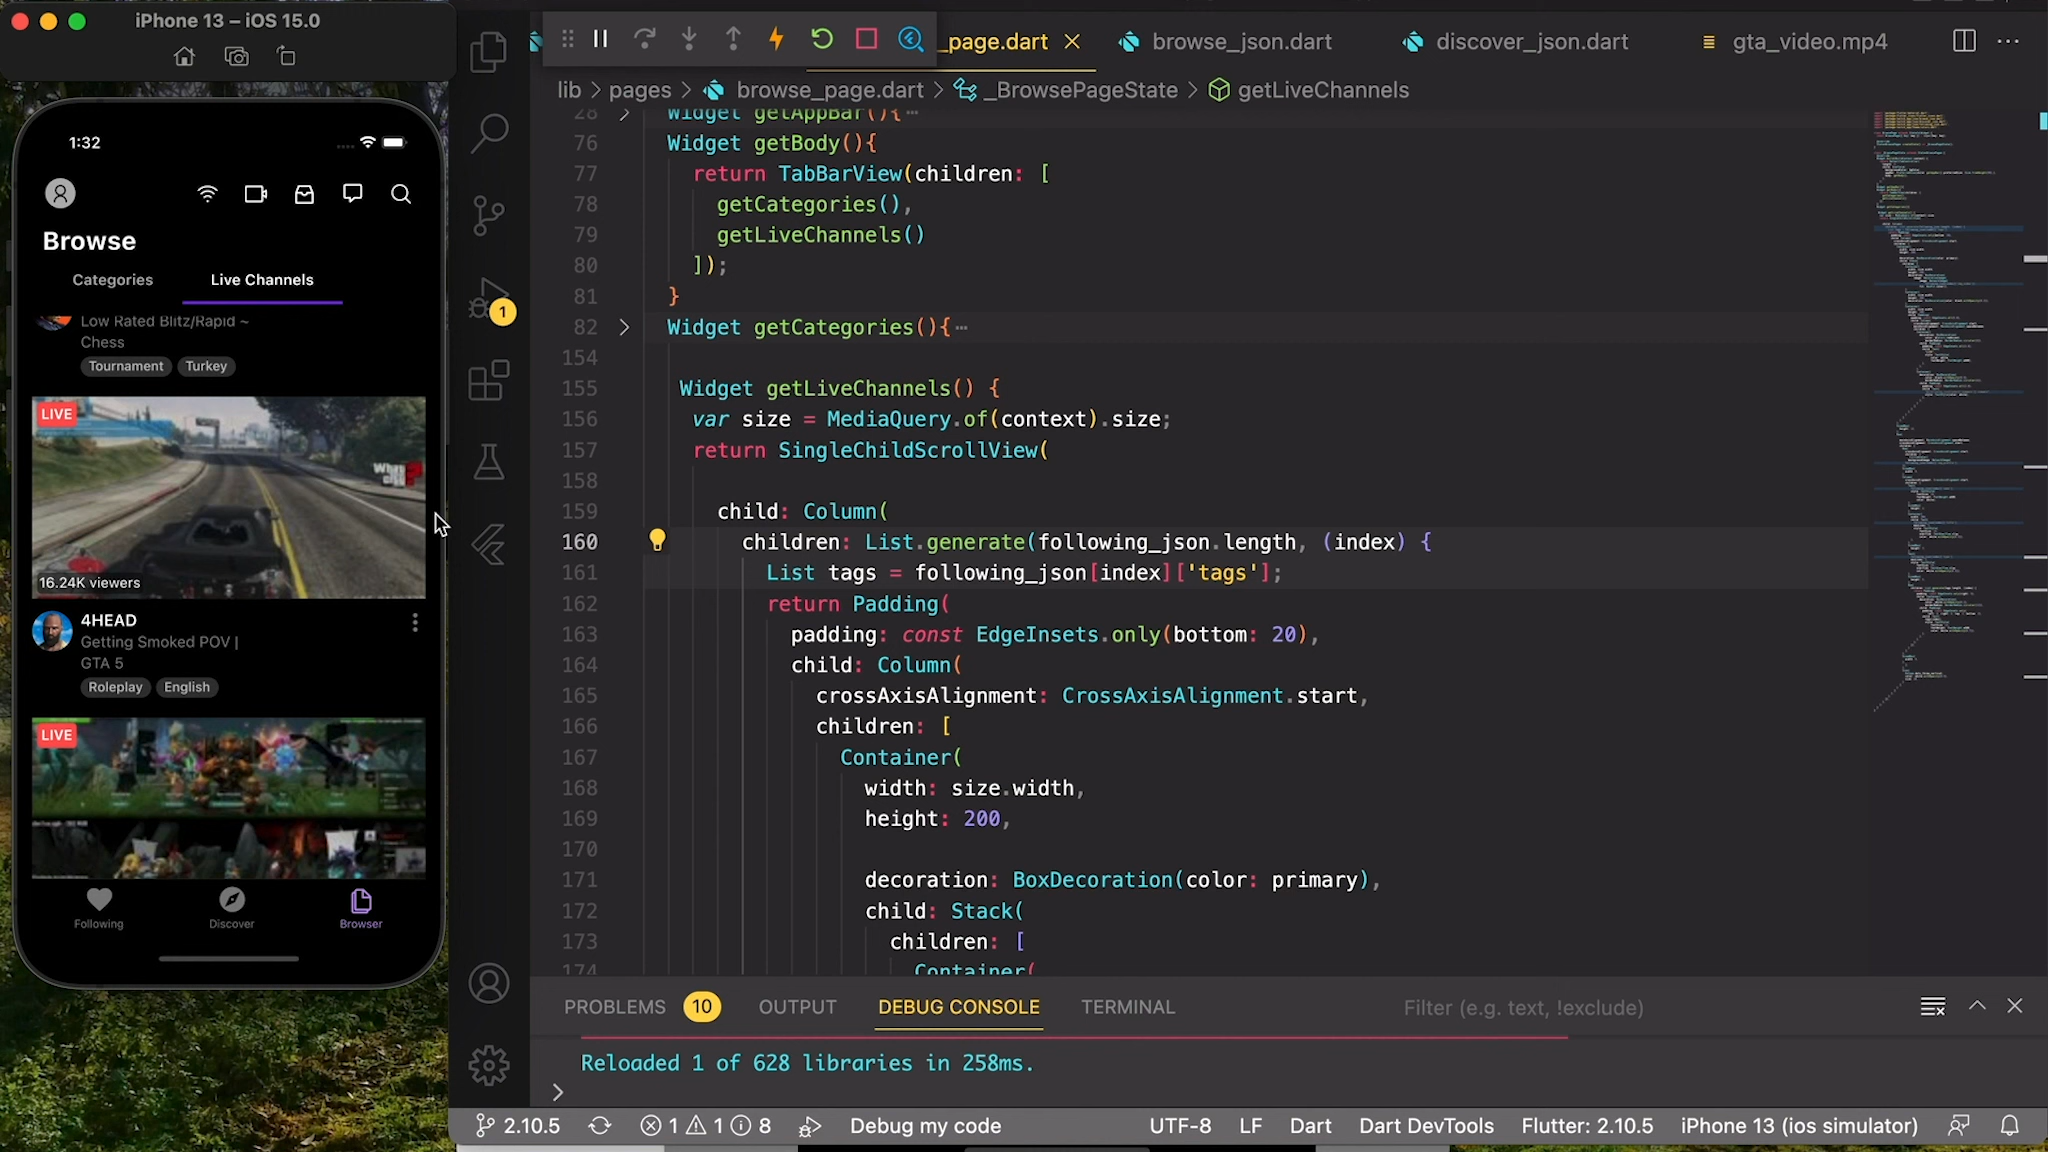 iPhone 13 – iOS 15.0
1:32
Browse
Categories
Live Channels
Low Rated Blitz/Rapid ~
Chess
Tournament
Turkey
LIVE
16.24K viewers
4HEAD
Getting Smoked POV |
GTA 5
Roleplay
English
LIVE
Following
Discover
Browser
1
_page.dart
browse_json.dart
discover_json.dart
gta_video.mp4
lib > pages > browse_page.dart > _BrowsePageState > getLiveChannels
28 Widget getAppBar(){
76 Widget getBody(){
77 return TabBarView(children: [
78 getCategories(),
79 getLiveChannels()
80 ]);
81 }
82 Widget getCategories(){
154
155 Widget getLiveChannels() {
156 var size = MediaQuery.of(context).size;
157 return SingleChildScrollView(
158
159 child: Column(
160 children: List.generate(following_json.length, (index) {
161 List tags = following_json[index]['tags'];
162 return Padding(
163 padding: const EdgeInsets.only(bottom: 20),
164 child: Column(
165 crossAxisAlignment: CrossAxisAlignment.start,
166 children: [
167 Container(
168 width: size.width,
169 height: 200,
170
171 decoration: BoxDecoration(color: primary),
172 child: Stack(
173 children: [
174 Container(
PROBLEMS 10 OUTPUT DEBUG CONSOLE TERMINAL Filter (e.g. text, !exclude)
Reloaded 1 of 628 libraries in 258ms.
2.10.5 1 1 8 Debug my code UTF-8 LF Dart Dart DevTools Flutter: 2.10.5 iPhone 13 (ios simulator)